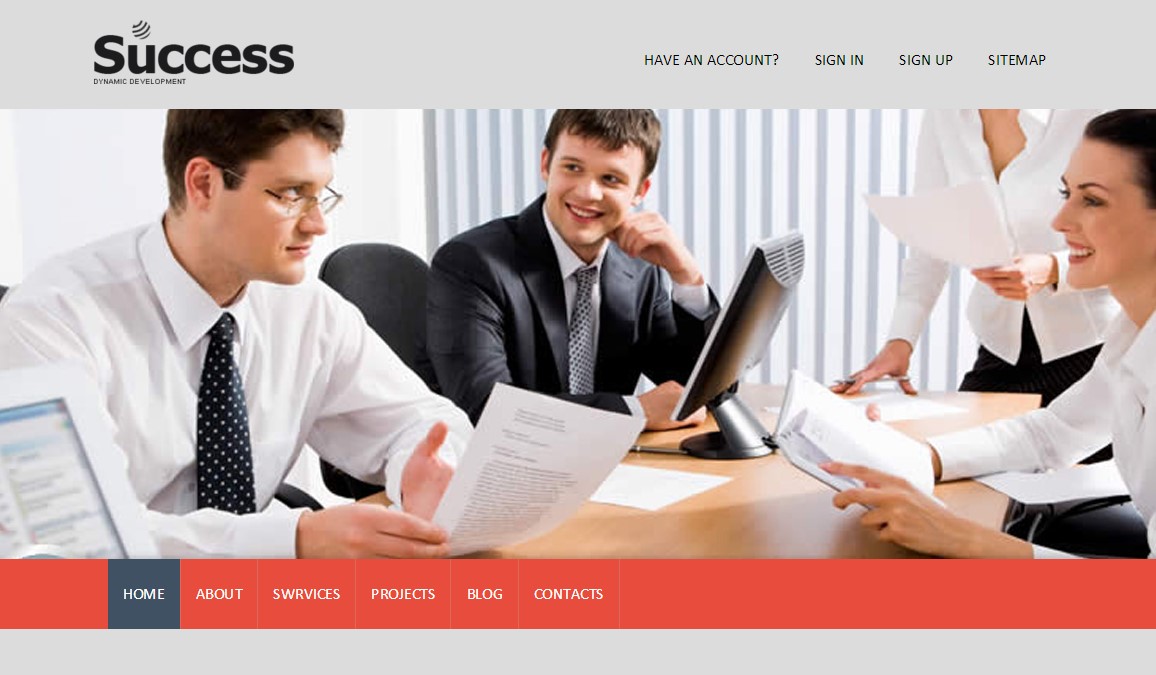 Success
DYNAMIC DEVELOPMENT
HAVE AN ACCOUNT? SIGN IN SIGN UP SITEMAP
HOME ABOUT SWRVICES PROJECTS BLOG CONTACTS